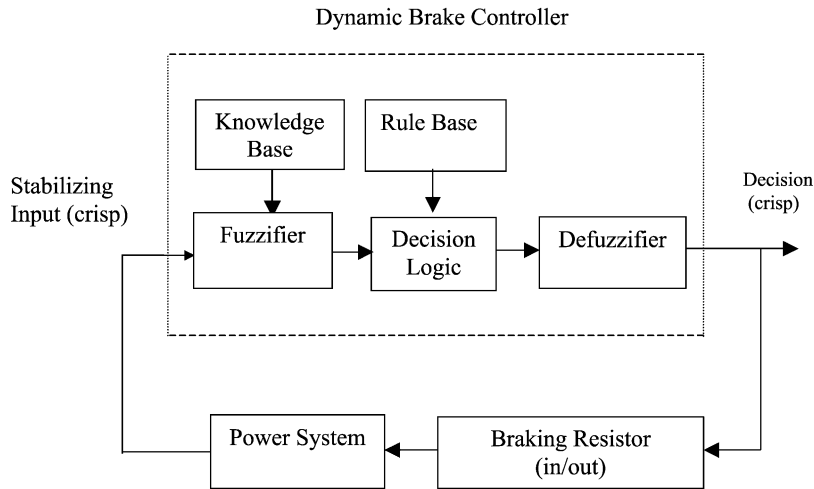 Dynamic Brake Controller
Knowledge
Base
Rule Base
Stabilizing
Input (crisp)
Decision
(crisp)
Fuzzifier
Decision
Logic
Defuzzifier
Power System
Braking Resistor
(in/out)